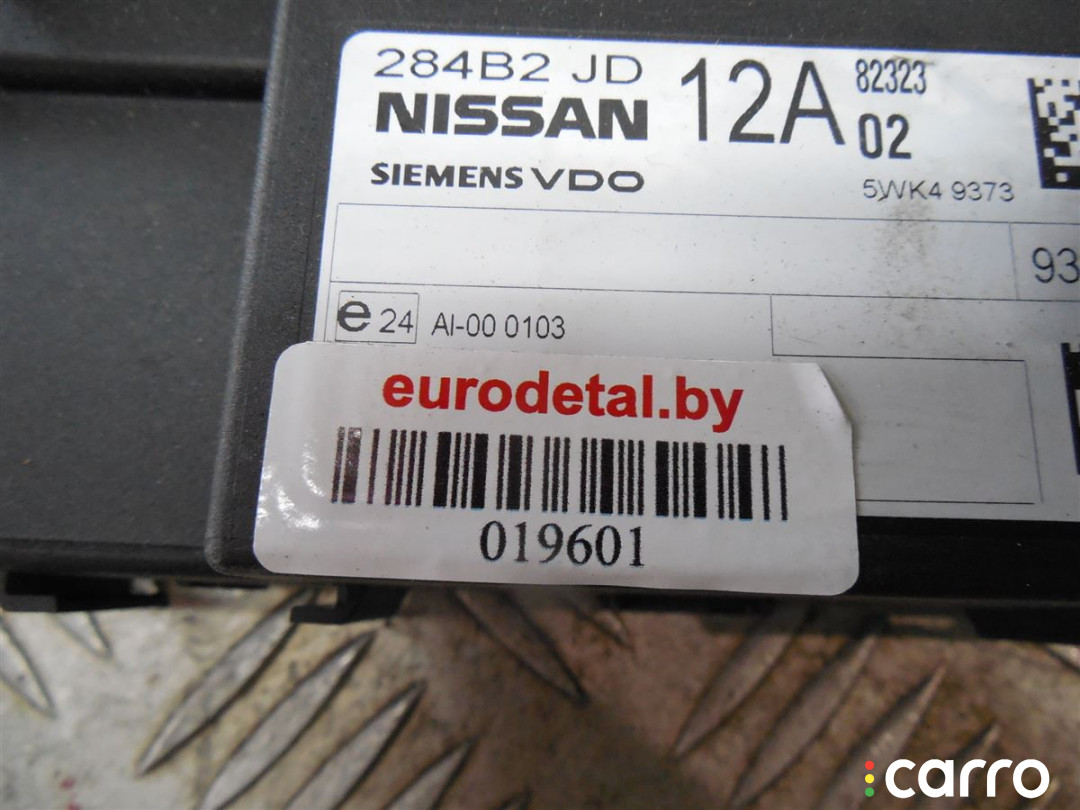 284B2 JD 12A 82323
NISSAN 02
SIEMENS VDO 5WK4 9373
93
e 24 AI-00 0103
eurodetal.by
019601
carro